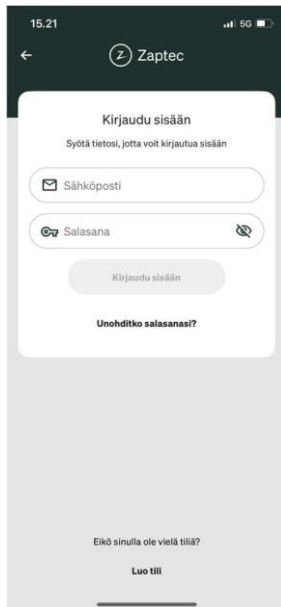 15.21
5G
Zaptec
Kirjaudu sisään
Syötä tietosi, jotta voit kirjautua sisään
Sähköposti
Salasana
Kirjaudu sisään
Unohditko salasanasi?
Eikö sinulla ole vielä tiliä?
Luo tili